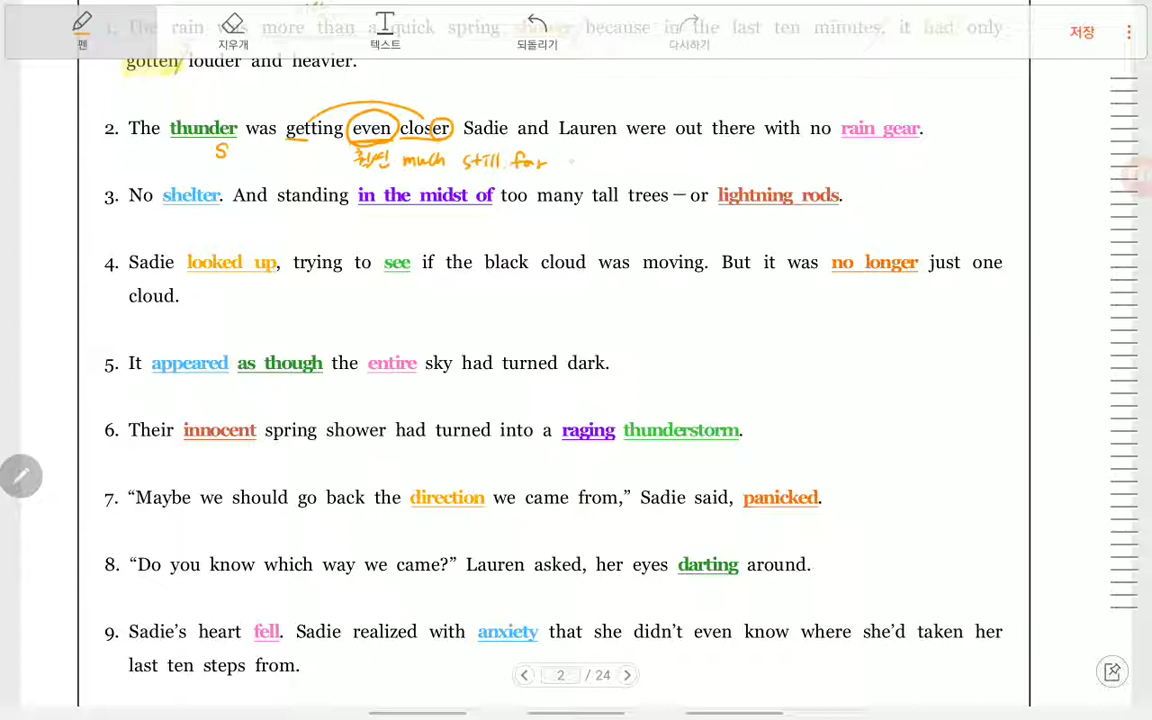 펜 지우개 텍스트 되돌리기 다시하기 저장
1. The rain was more than a quick spring shower because in the last ten minutes, it had only
gotten louder and heavier.
2. The thunder was getting even closer. Sadie and Lauren were out there with no rain gear.
S 훨씬 much still far
3. No shelter. And standing in the midst of too many tall trees—or lightning rods.
4. Sadie looked up, trying to see if the black cloud was moving. But it was no longer just one
cloud.
5. It appeared as though the entire sky had turned dark.
6. Their innocent spring shower had turned into a raging thunderstorm.
7. “Maybe we should go back the direction we came from,” Sadie said, panicked.
8. “Do you know which way we came?” Lauren asked, her eyes darting around.
9. Sadie’s heart fell. Sadie realized with anxiety that she didn’t even know where she’d taken her
last ten steps from.
2 / 24